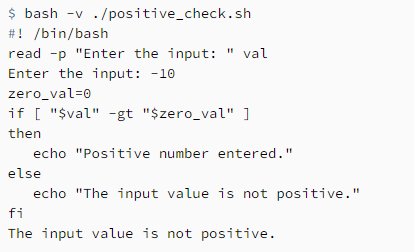 $ bash -v ./positive_check.sh
#! /bin/bash
read -p "Enter the input: " val
Enter the input: -10
zero_val=0
if [ "$val" -gt "$zero_val" ]
then
   echo "Positive number entered."
else
   echo "The input value is not positive."
fi
The input value is not positive.